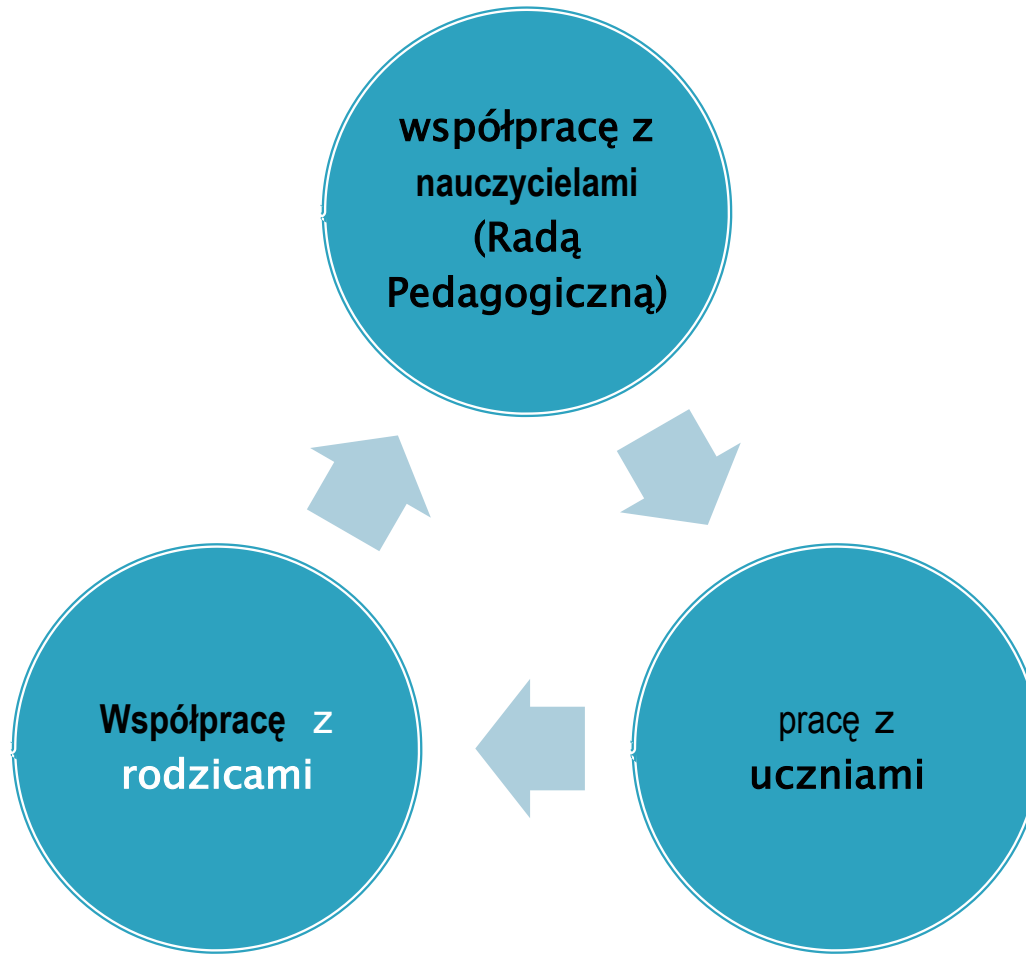 współpracę z
nauczycielami
(Radą
Pedagogiczną)
Współpracę z
rodzicami
pracę z
uczniami